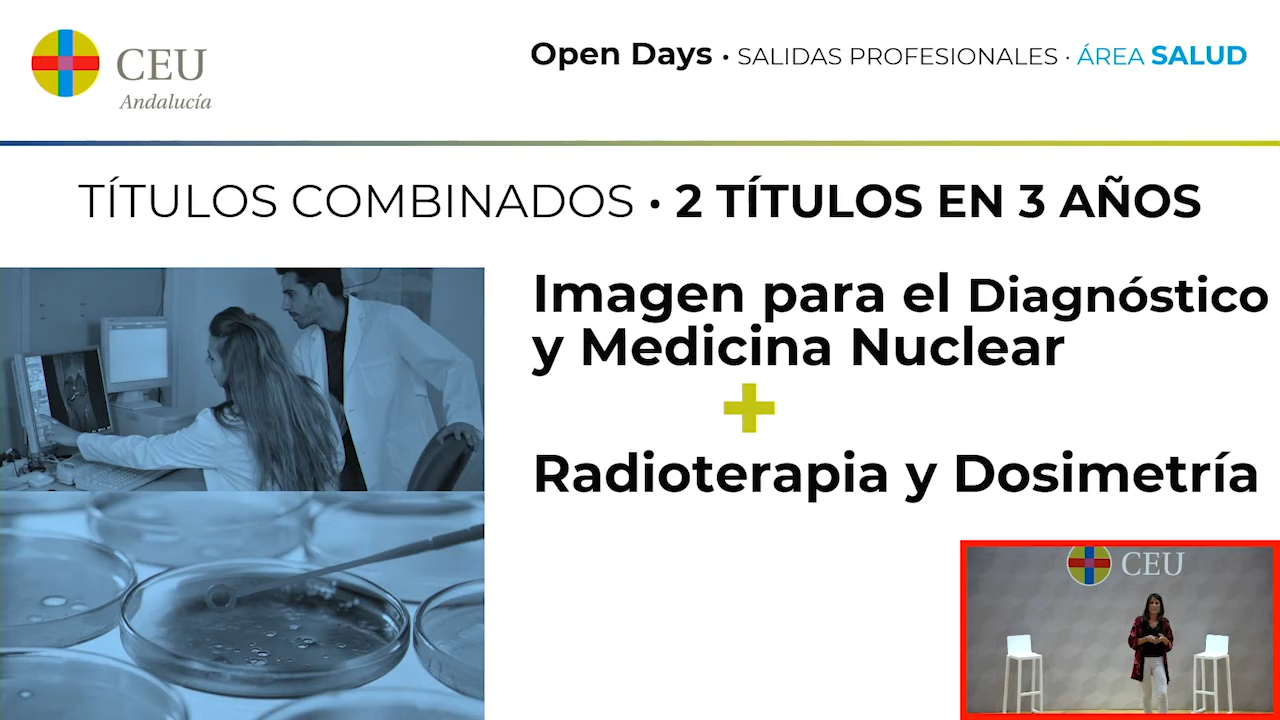 CEU
Andalucía
Open Days • SALIDAS PROFESIONALES · ÁREA SALUD
TÍTULOS COMBINADOS • 2 TÍTULOS EN 3 AÑOS
Imagen para el Diagnóstico
y Medicina Nuclear
+
Radioterapia y Dosimetría
CEU